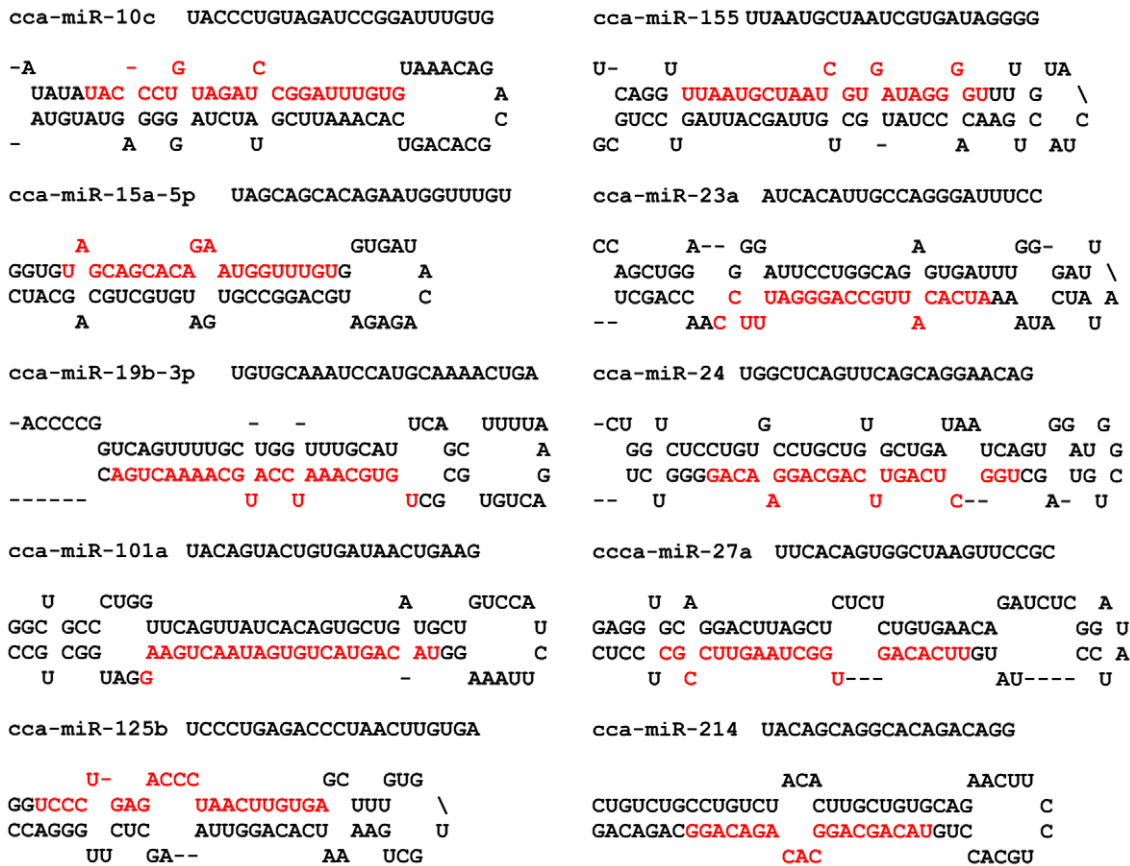 cca-miR-10c UACCCUGUAGAUCCGGAUUUGUG
-A - G C UAAACAG
UAUAUACC CCU UAGAU CGGAUUUGUG A
AUGUAUG GGG AUCUA GCUUAAACAC C
- A G U UGACACG
cca-miR-15a-5p UAGCAGCACAGAAUGGUUUGU
A GA GUGAU
GGUGU GCAGCACA AUGGUUUGUG A
CUACG CGUCGUGU UGCCGGACGU C
A AG AGAGA
cca-miR-19b-3p UGUGCAAAUCCAUGCAAAACUGA
-ACCCCG - - UCA UUUUA
GUCAGUUUUGC UGG UUUGCAU GC A
CAGUCAAAACG ACC AAACGUG CG G
------ U U UCG UGUCA
cca-miR-101a UACAGUACUGUGAUAACUGAAG
U CUGG A GUCCA
GGC GCC UUCAGUUAUCACAGUGCUG UGCU U
CCG CGG AAGUCAAUAGUGUCAUGAC AUGG C
U UAGG - AAAUU
cca-miR-125b UCCCUGAGACCCUAACUUGUGA
U- ACCC GC GUG
GGUCCC GAG UAACUUGUGA UUU \
CCAGGG CUC AUUGGACACU AAG U
UU GA-- AA UCG
cca-miR-155 UUAAUGCUAAUCGUGAUAGGGG
U- U C G G U UA
CAGG UUAAUGCUAAU GU AUAGGG GUUU G \
GUCC GAUUACGAUUG CG UAUCCC CAAG C C
GC U U - A U AU
cca-miR-23a AUCACAUUGCCAGGGAUUUCC
CC A-- GG A GG- U
AGCUGG G AUUCCUGGCAG GUGAUUU GAU \
UCGACC C UAGGGACCGUU CACUAAA CUA A
-- AAC UU A AUA U
cca-miR-24 UGGCUCAGUUCAGCAGGAACAG
-CU U G U UAA GG G
GG CUCCUGU CCUGCUG GCUGA UCAGU AU G
UC GGGGACA GGACGAC UGACU GGUCG UG C
-- U A U C-- A- U
ccca-miR-27a UUCACAGUGGCUAAGUUCCGC
U A CUCU GAUCUC A
GAGG GC GGACUUAGCU CUGUGAACA GG U
CUCC CG CUUGAAUCGG GACACUUGU CC A
U C U--- AU---- U
cca-miR-214 UACAGCAGGCACAGACAGG
ACA AACUU
CUGUCUGCCUGUCU CUUGCUGUGCAG C
GACAGACGGACAGA GGACGACAUGUC C
CAC CACGU